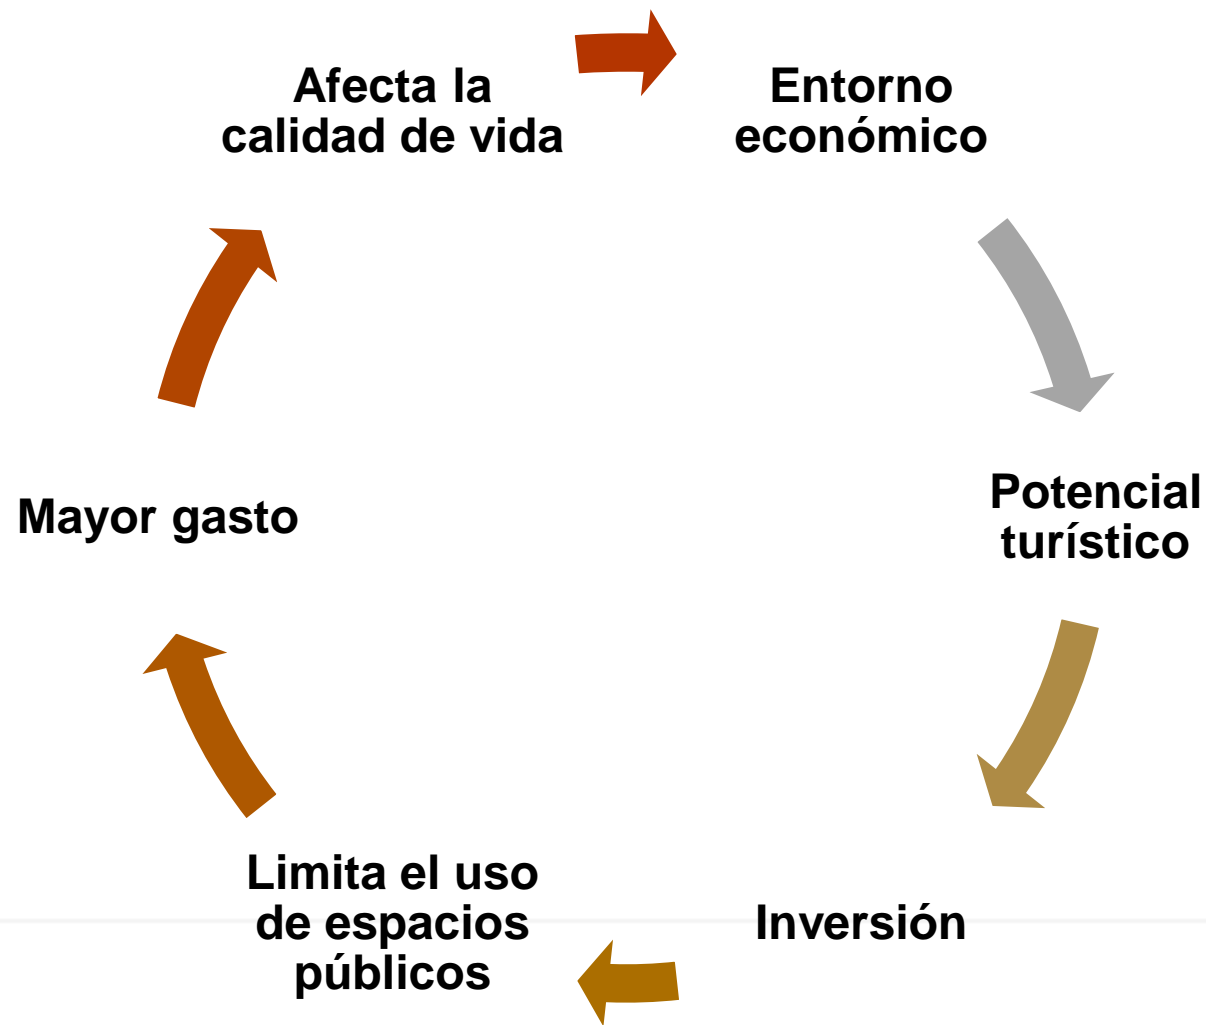 Afecta la
calidad de vida
Entorno
económico
Potencial
turístico
Inversión
Limita el uso
de espacios
públicos
Mayor gasto